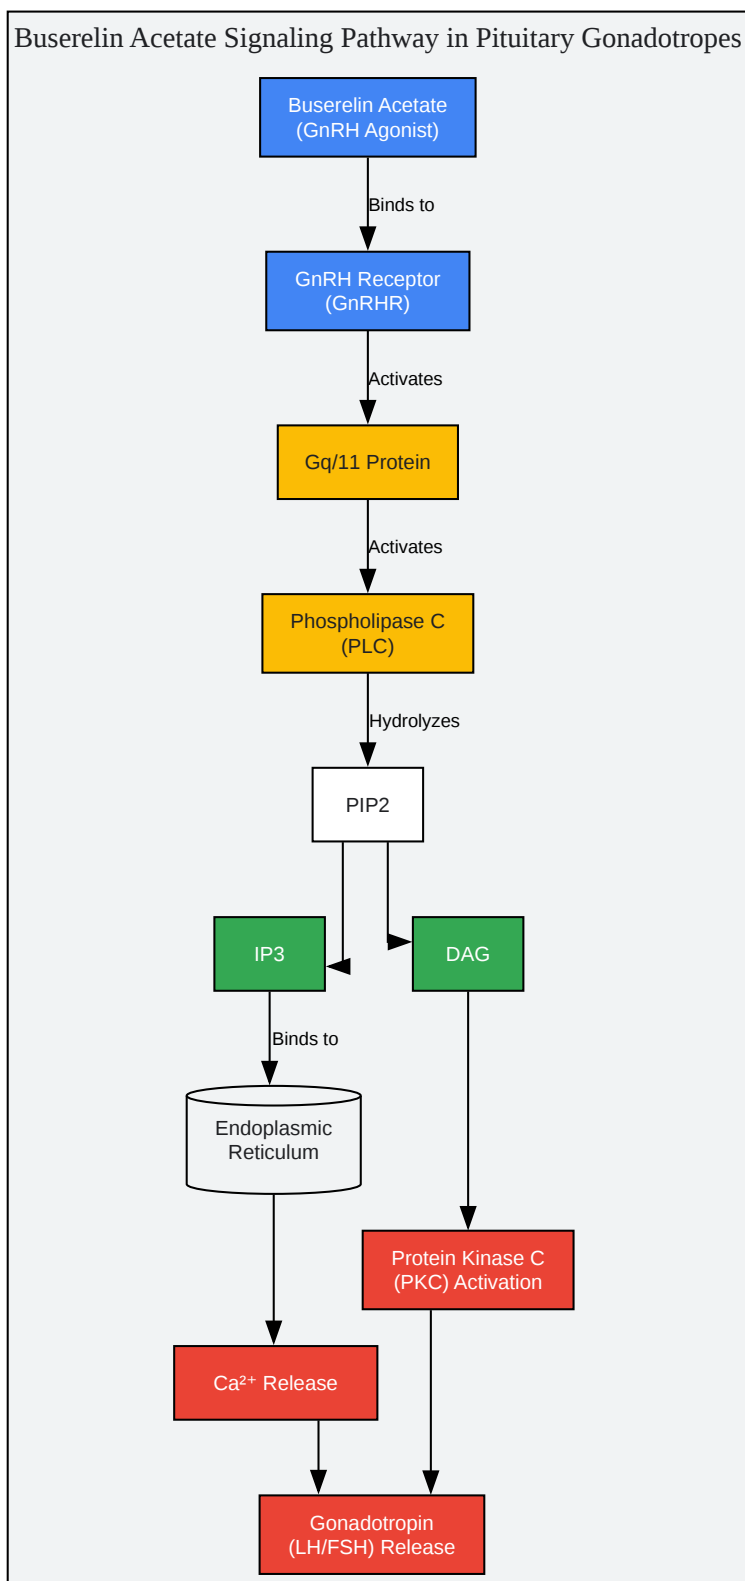 Buserelin Acetate Signaling Pathway in Pituitary Gonadotropes
Buserelin Acetate
(GnRH Agonist)
Binds to
GnRH Receptor
(GnRHR)
Activates
Gq/11 Protein
Activates
Phospholipase C
(PLC)
Hydrolyzes
PIP2
IP3
DAG
Binds to
Endoplasmic
Reticulum
Protein Kinase C
(PKC) Activation
Ca²⁺ Release
Gonadotropin
(LH/FSH) Release